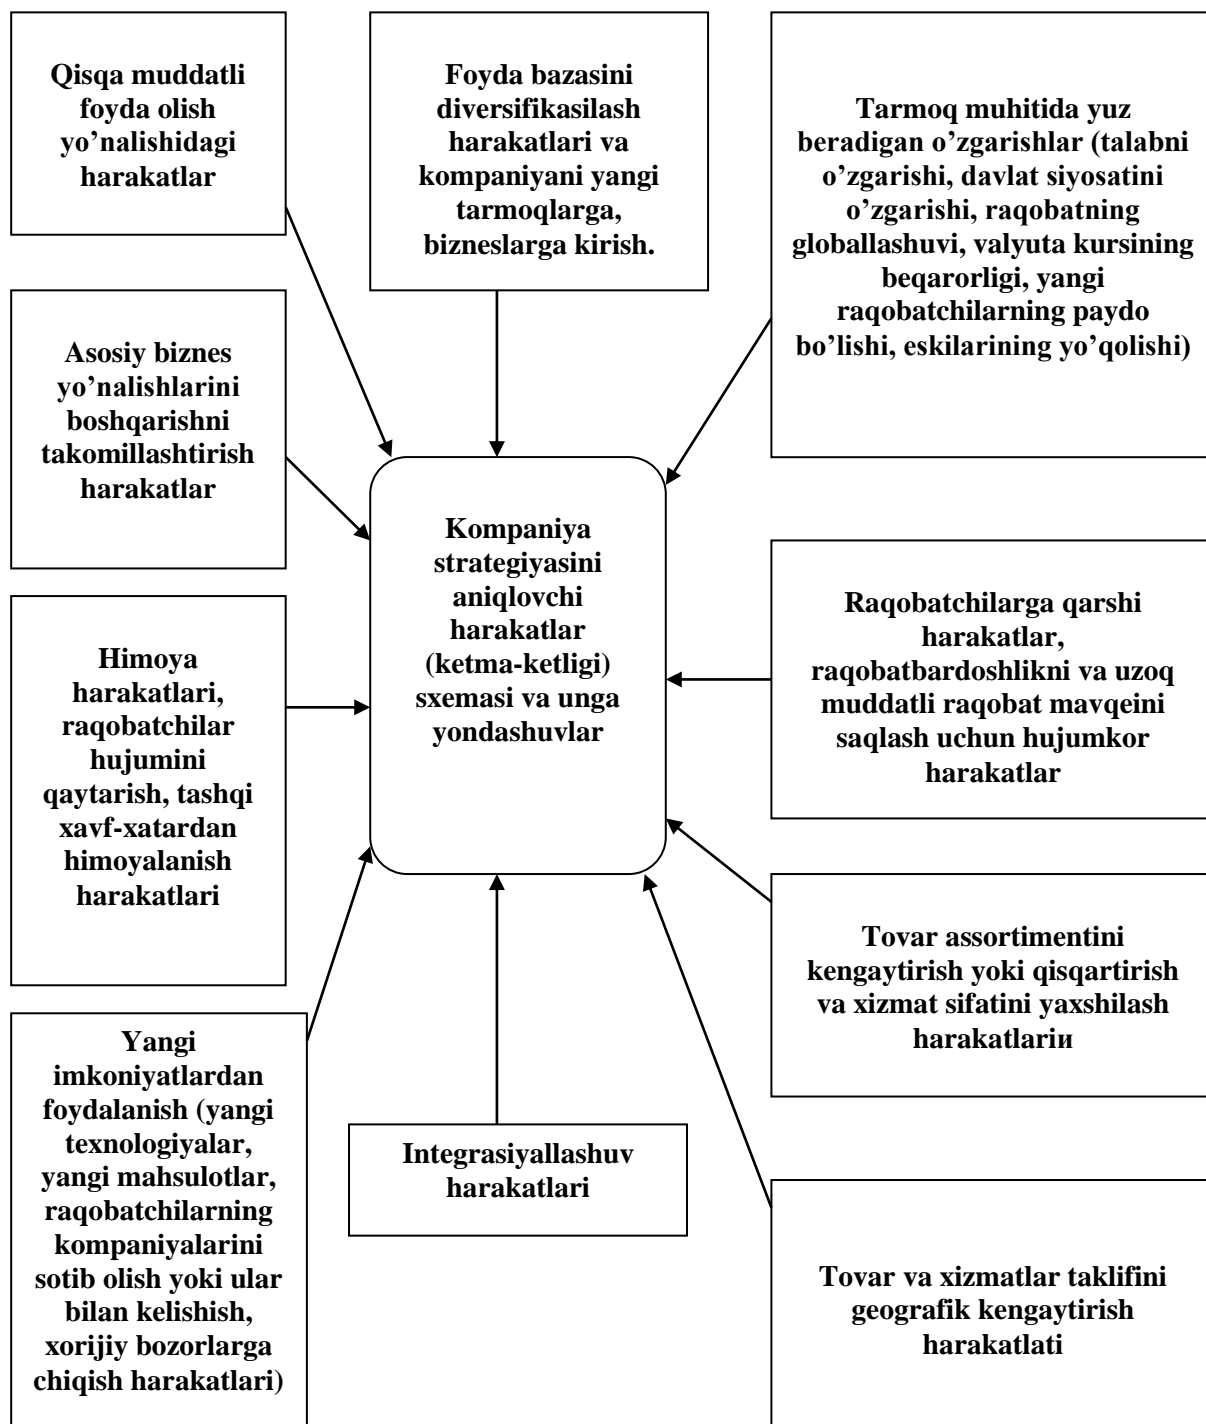 Qisqa muddatli
foyda olish
yo’nalishidagi
harakatlar
Foyda bazasini
diversifikasilash
harakatlari va
kompaniyani yangi
tarmoqlarga,
bizneslarga kirish.
Tarmoq muhitida yuz
beradigan o’zgarishlar (talabni
o’zgarishi, davlat siyosatini
o’zgarishi, raqobatning
globallashuvi, valyuta kursining
beqarorligi, yangi
raqobatchilarning paydo
bo’lishi, eskilarining yo’qolishi)
Asosiy biznes
yo’nalishlarini
boshqarishni
takomillashtirish
harakatlar
Kompaniya
strategiyasini
aniqlovchi
harakatlar
(ketma-ketligi)
sxemasi va unga
yondashuvlar
Raqobatchilarga qarshi
harakatlar,
raqobatbardoshlikni va uzoq
muddatli raqobat mavqeini
saqlash uchun hujumkor
harakatlar
Himoya
harakatlari,
raqobatchilar
hujumini
qaytarish, tashqi
xavf-xatardan
himoyalanish
harakatlari
Tovar assortimentini
kengaytirish yoki qisqartirish
va xizmat sifatini yaxshilash
harakatlariи
Yangi
imkoniyatlardan
foydalanish (yangi
texnologiyalar,
yangi mahsulotlar,
raqobatchilarning
kompaniyalarini
sotib olish yoki ular
bilan kelishish,
xorijiy bozorlarga
chiqish harakatlari)
Integrasiyallashuv
harakatlari
Tovar va xizmatlar taklifini
geografik kengaytirish
harakatlati